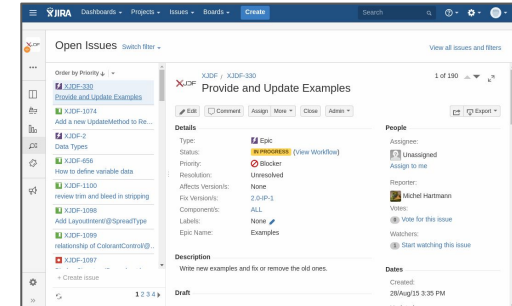 JIRA Dashboards Projects Issues Boards Create Search
XJDF
Open Issues Switch filter
View all issues and filters
Order by Priority
XJDF-330
Provide and Update Examples
XJDF-1074
Add a new UpdateMethod to Re...
XJDF-2
Data Types
XJDF-656
How to define variable data
XJDF-1100
review trim and bleed in stripping
XJDF-1098
Add LayoutIntent/@SpreadType
XJDF-1099
relationship of ColorantControl/@..
XJDF-1097
+ Create issue
1 2 3 4
XJDF
XJDF / XJDF-330
1 of 190
Provide and Update Examples
Edit Comment Assign More Close Admin
Export
Details
Type: Epic
Status: IN PROGRESS (View Workflow)
Priority: Blocker
Resolution: Unresolved
Affects Version/s: None
Fix Version/s: 2.0-IP-1
Component/s: ALL
Labels: None
Epic Name: Examples
Description
Write new examples and fix or remove the old ones.
Draft
People
Assignee:
Unassigned
Assign to me
Reporter:
Michel Hartmann
Votes:
Vote for this issue
Watchers:
Start watching this issue
Dates
Created:
28/Aug/15 3:35 PM